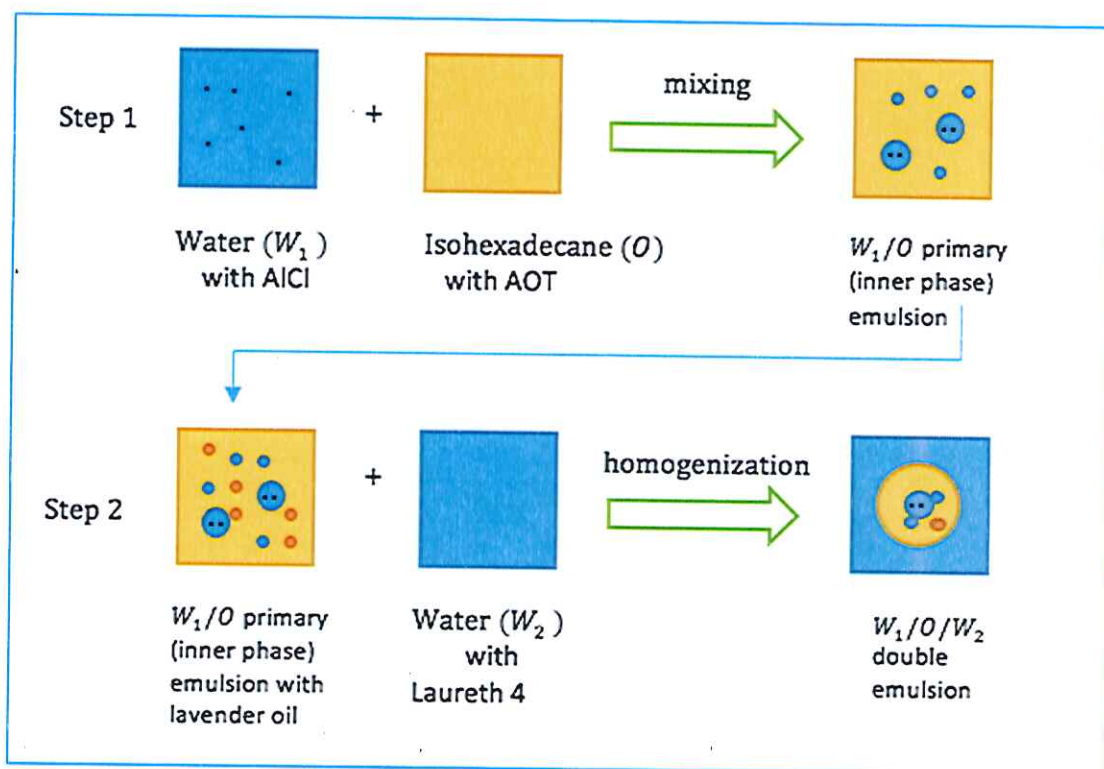 Step 1
+
mixing
Water (W₁)
with AlCl
Isohexadecane (O)
with AOT
W₁/O primary
(inner phase)
emulsion
Step 2
+
homogenization
W₁/O primary
(inner phase)
emulsion with
lavender oil
Water (W₂)
with
Laureth 4
W₁/O/W₂
double
emulsion